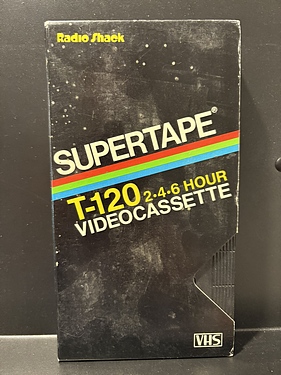 Radio Shack
SUPERTAPE®
T-120 2•4•6 HOUR
VIDEOCASSETTE
VHS